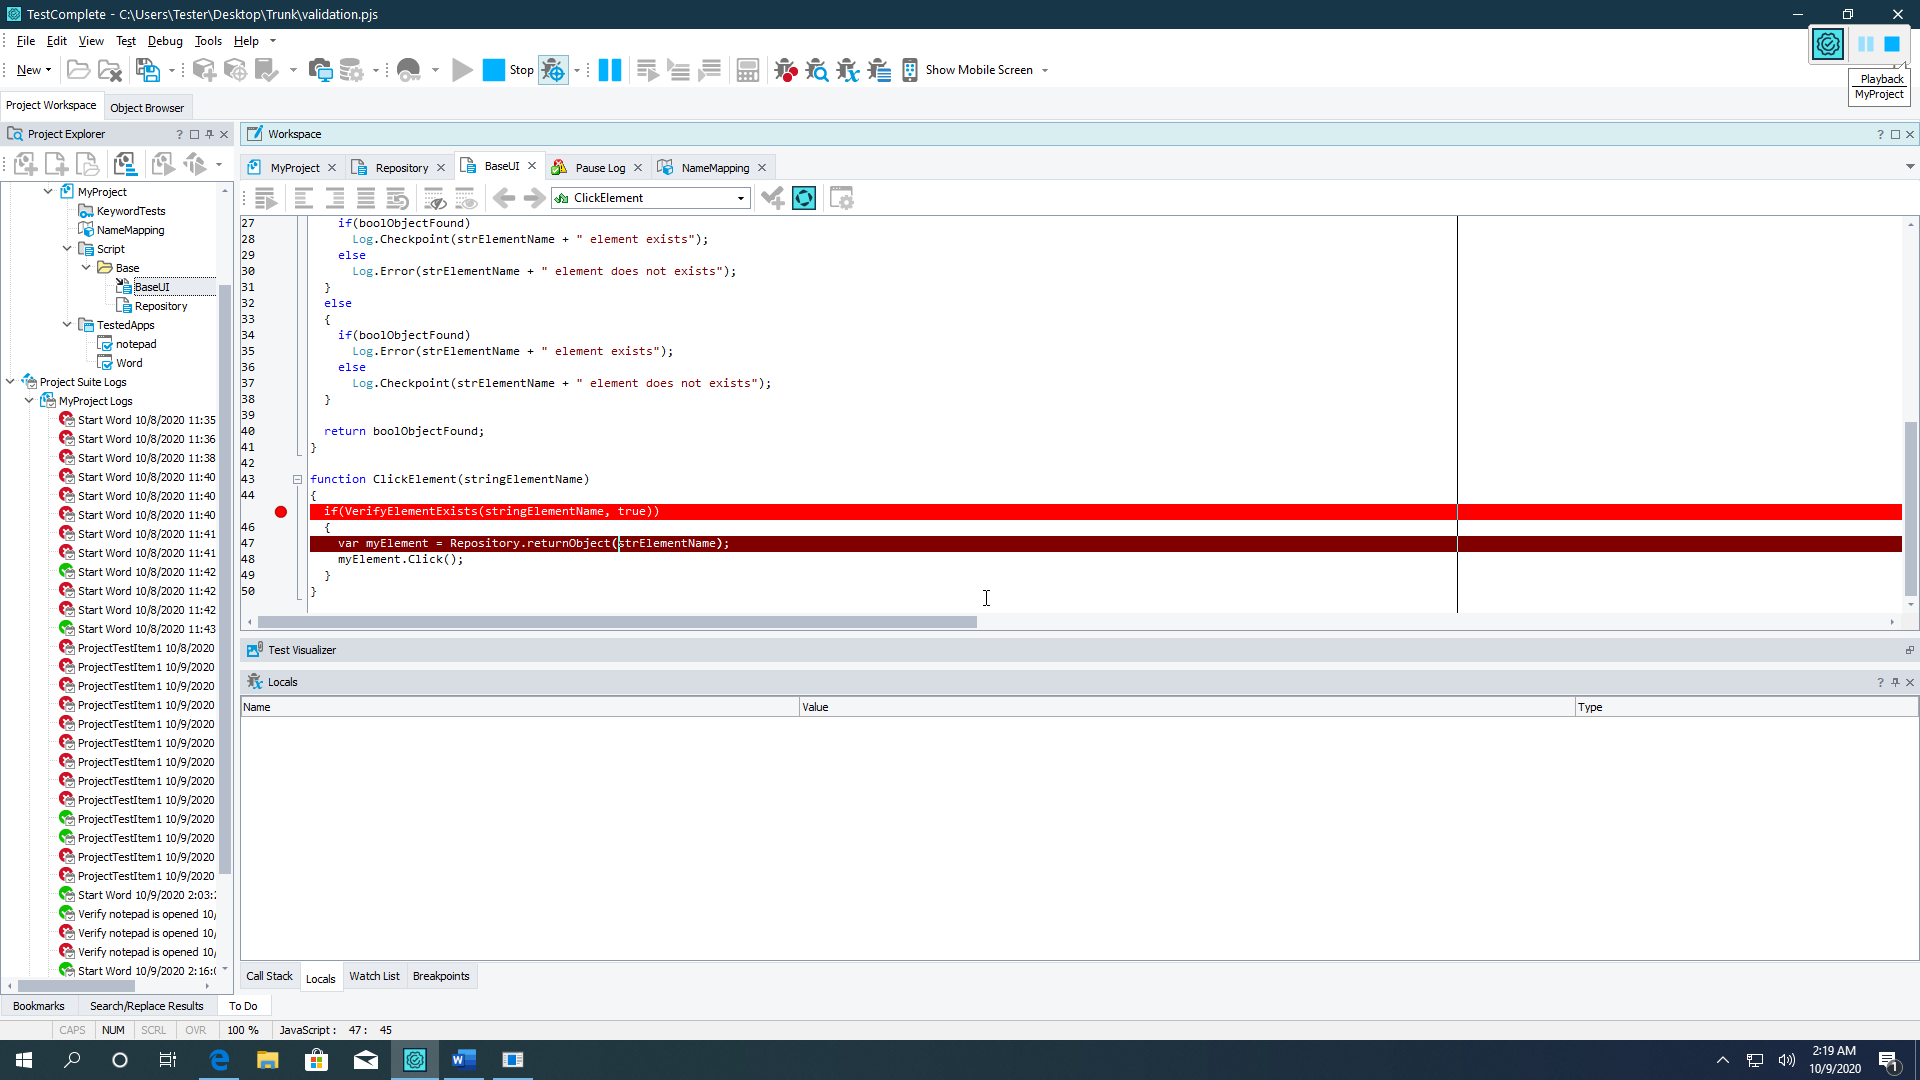 TestComplete - C:\Users\Tester\Desktop\Trunk\validation.pjs
File Edit View Test Debug Tools Help
New Stop Show Mobile Screen
Playback
MyProject
Project Workspace Object Browser
Project Explorer ?
Workspace ?
MyProject Repository BaseUI Pause Log NameMapping
ClickElement
MyProject
KeywordTests
NameMapping
Script
Base
BaseUI
Repository
TestedApps
notepad
Word
Project Suite Logs
MyProject Logs
Start Word 10/8/2020 11:35
Start Word 10/8/2020 11:36
Start Word 10/8/2020 11:38
Start Word 10/8/2020 11:40
Start Word 10/8/2020 11:40
Start Word 10/8/2020 11:40
Start Word 10/8/2020 11:41
Start Word 10/8/2020 11:41
Start Word 10/8/2020 11:42
Start Word 10/8/2020 11:42
Start Word 10/8/2020 11:42
Start Word 10/8/2020 11:43
ProjectTestItem1 10/8/2020
ProjectTestItem1 10/9/2020
ProjectTestItem1 10/9/2020
ProjectTestItem1 10/9/2020
ProjectTestItem1 10/9/2020
ProjectTestItem1 10/9/2020
ProjectTestItem1 10/9/2020
ProjectTestItem1 10/9/2020
ProjectTestItem1 10/9/2020
ProjectTestItem1 10/9/2020
ProjectTestItem1 10/9/2020
ProjectTestItem1 10/9/2020
ProjectTestItem1 10/9/2020
Start Word 10/9/2020 2:03:
Verify notepad is opened 10/
Verify notepad is opened 10/
Verify notepad is opened 10/
Start Word 10/9/2020 2:16:
27 if(boolObjectFound)
28 Log.Checkpoint(strElementName + " element exists");
29 else
30 Log.Error(strElementName + " element does not exists");
31 }
32 else
33 {
34 if(boolObjectFound)
35 Log.Error(strElementName + " element exists");
36 else
37 Log.Checkpoint(strElementName + " element does not exists");
38 }
39
40 return boolObjectFound;
41 }
42
43 function ClickElement(stringElementName)
44 {
if(VerifyElementExists(stringElementName, true))
46 {
47 var myElement = Repository.returnObject(strElementName);
48 myElement.Click();
49 }
50 }
Test Visualizer
Locals ?
Name Value Type
Call Stack Locals Watch List Breakpoints
Bookmarks Search/Replace Results To Do
CAPS NUM SCRL OVR 100 % JavaScript : 47 : 45
2:19 AM
10/9/2020
1